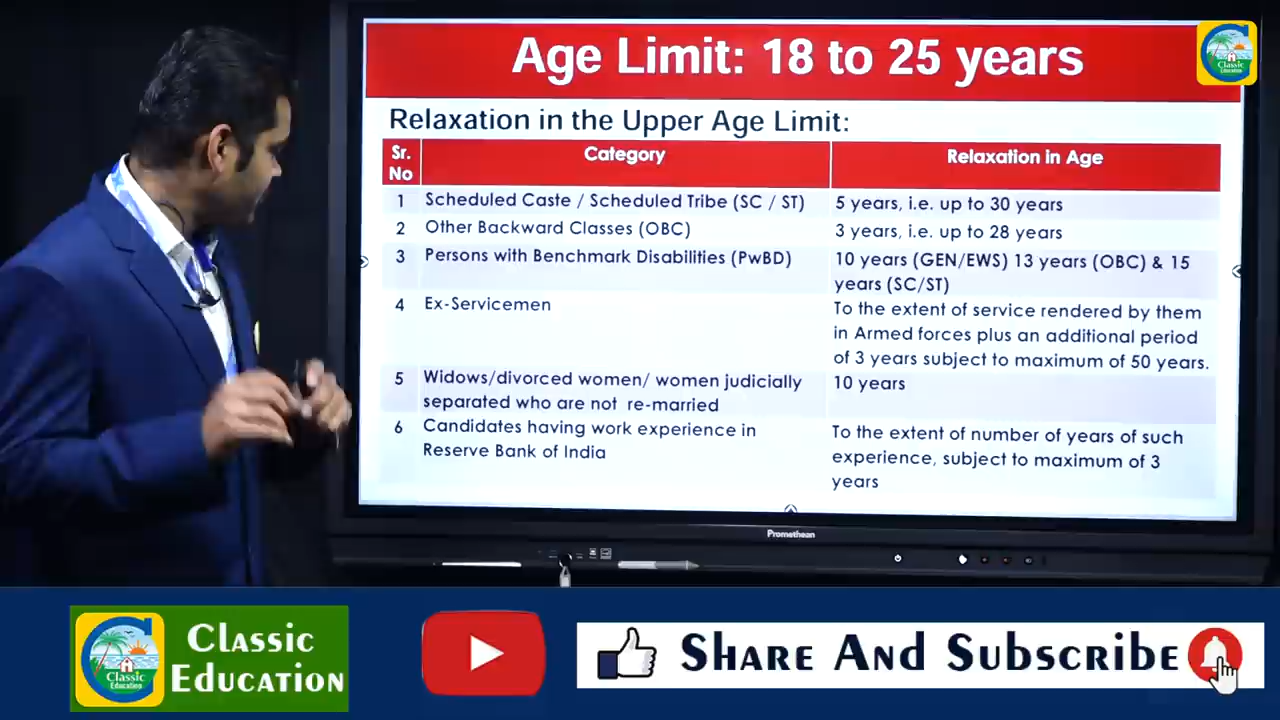 Age Limit: 18 to 25 years
Classic
Education
Relaxation in the Upper Age Limit:
Sr.
No
Category
Relaxation in Age
1
Scheduled Caste / Scheduled Tribe (SC / ST)
5 years, i.e. up to 30 years
2
Other Backward Classes (OBC)
3 years, i.e. up to 28 years
3
Persons with Benchmark Disabilities (PwBD)
10 years (GEN/EWS) 13 years (OBC) & 15
years (SC/ST)
4
Ex-Servicemen
To the extent of service rendered by them
in Armed forces plus an additional period
of 3 years subject to maximum of 50 years.
5
Widows/divorced women/ women judicially
separated who are not re-married
10 years
6
Candidates having work experience in
Reserve Bank of India
To the extent of number of years of such
experience, subject to maximum of 3
years
Promethean
Classic
Education
Classic
Education
Share And Subscribe